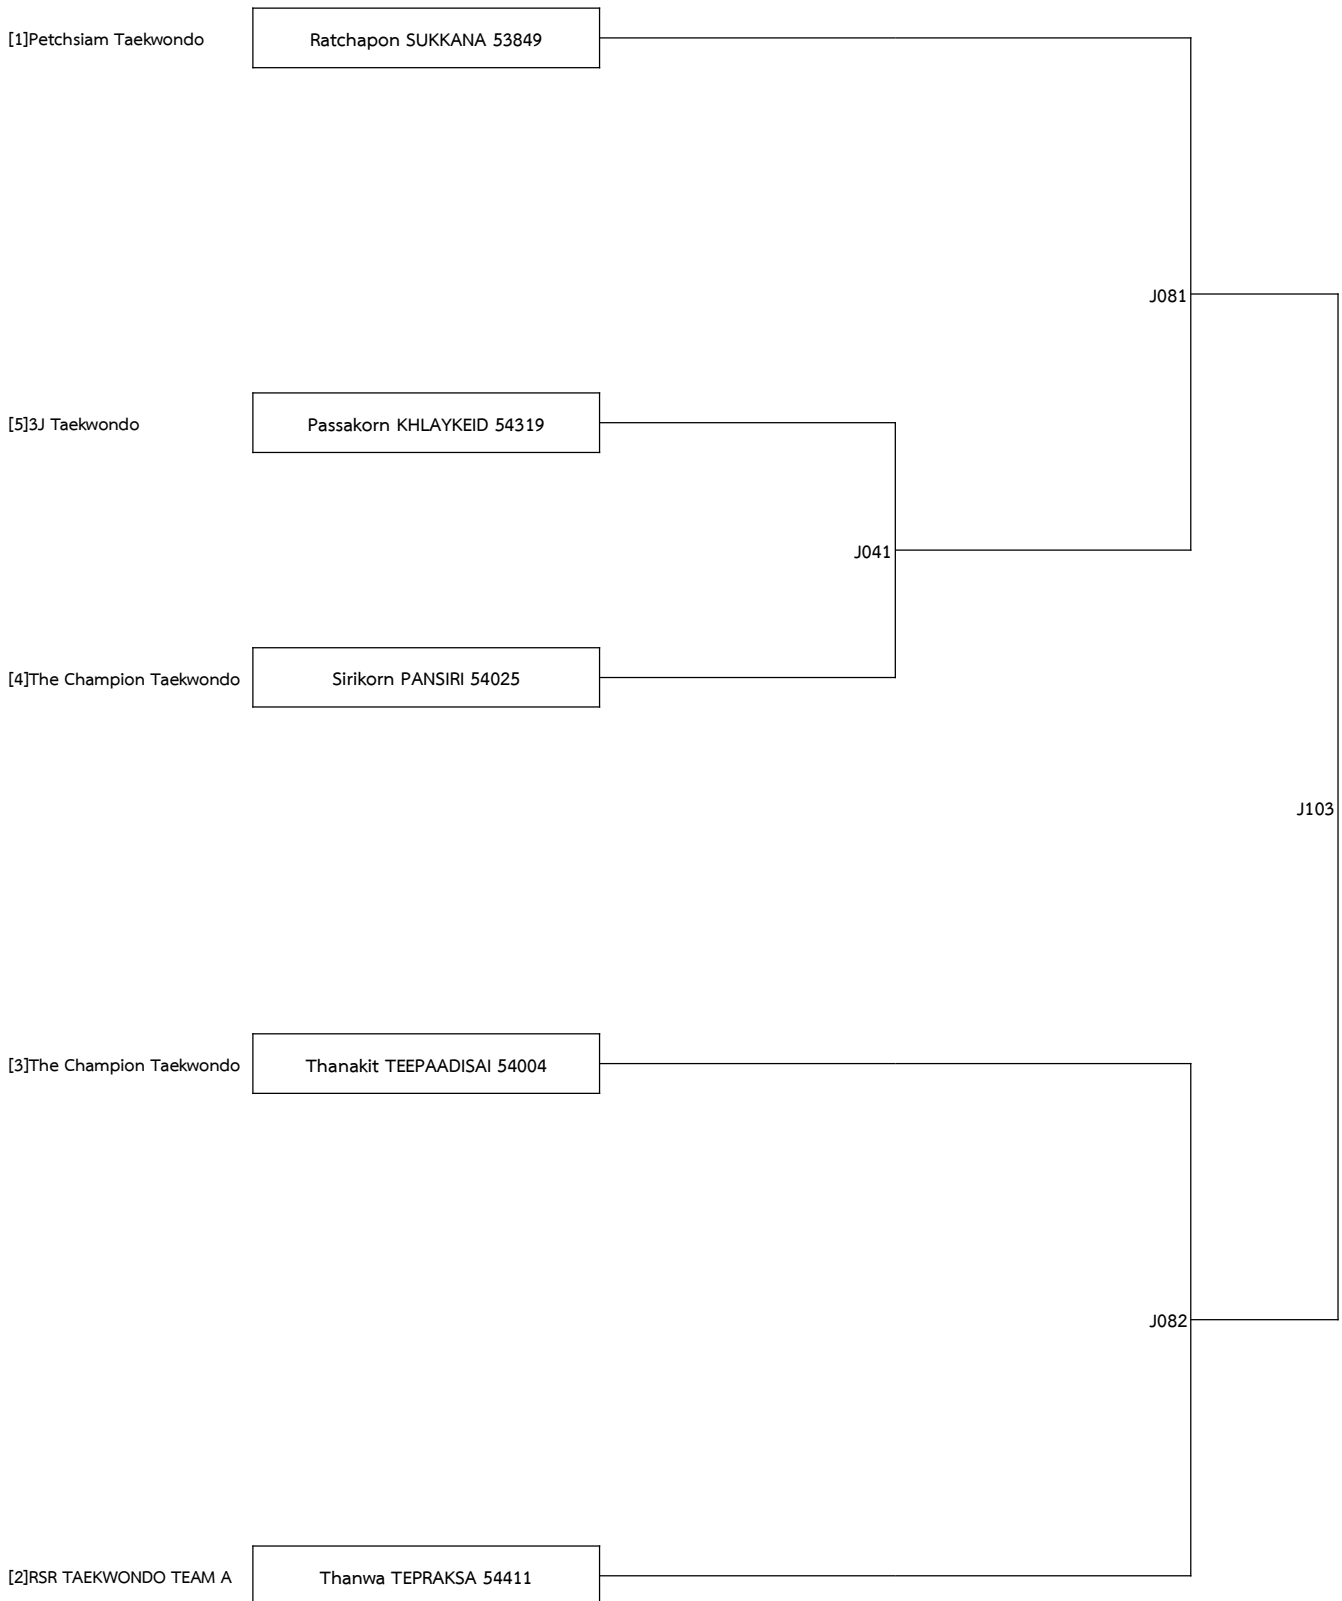 [1]Petchsiam Taekwondo
Ratchapon SUKKANA 53849
J081
[5]3J Taekwondo
Passakorn KHLAYKEID 54319
J041
[4]The Champion Taekwondo
Sirikorn PANSIRI 54025
J103
[3]The Champion Taekwondo
Thanakit TEEPAADISAI 54004
J082
[2]RSR TAEKWONDO TEAM A
Thanwa TEPRAKSA 54411